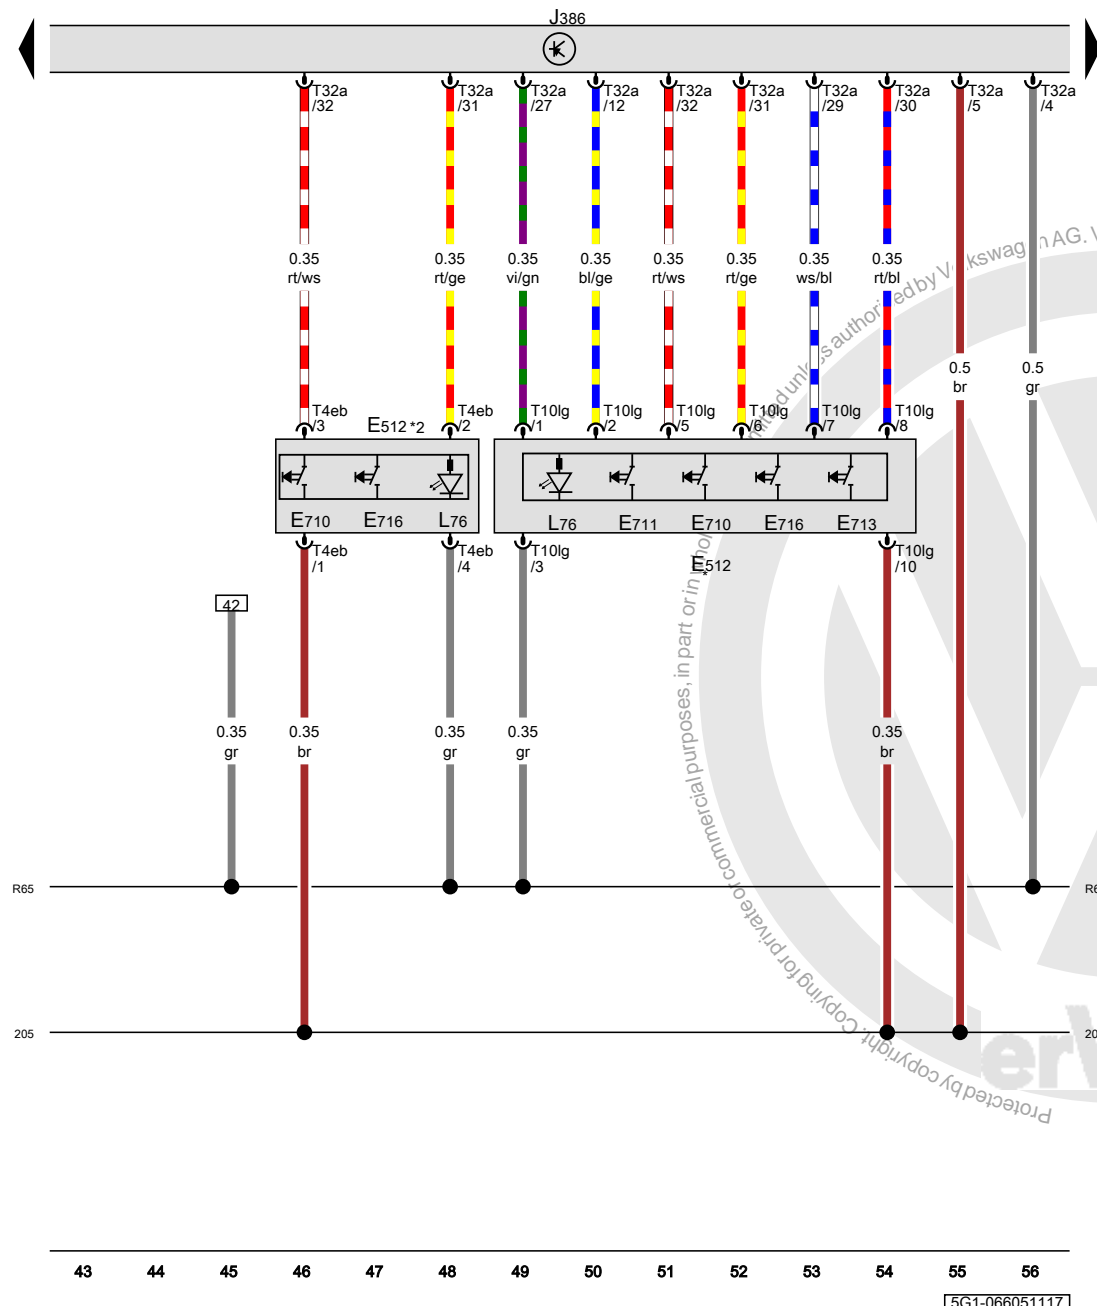 J386
T32a T32a T32a T32a T32a T32a T32a T32a T32a T32a
/32 /31 /27 /12 /32 /31 /29 /30 /5 /4
0.35 0.35 0.35 0.35 0.35 0.35 0.35 0.35
rt/ws rt/ge vi/gn bl/ge rt/ws rt/ge ws/bl rt/bl
0.5 0.5
br gr
T4eb T4eb T10lg T10lg T10lg T10lg T10lg T10lg
/3 E512 *2 /2 /1 /2 /5 /6 /7 /8
E710 E716 L76 L76 E711 E710 E716 E713
T4eb T4eb T10lg T10lg
/1 /4 /3 /10
E512
*
42
0.35 0.35 0.35 0.35 0.35
gr br gr gr br
R65 R6
205 20
43 44 45 46 47 48 49 50 51 52 53 54 55 56
5G1-066051117
Protected by copyright. Copying for private or commercial purposes, in part or in
unless authori ed by V kswag n AG. V
erV